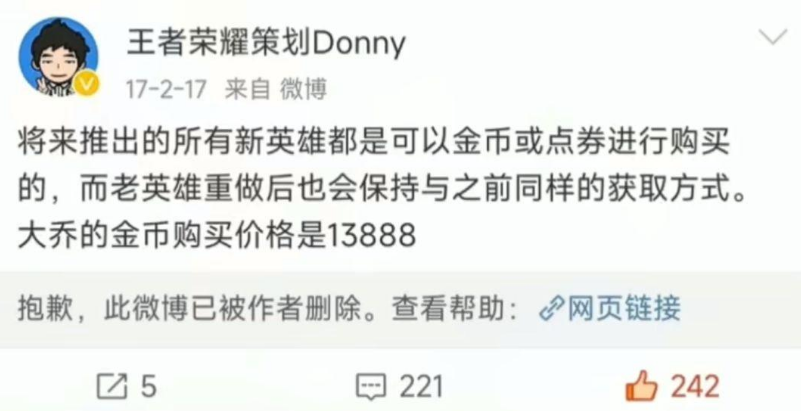 王者荣耀策划Donny
17-2-17 来自 微博
将来推出的所有新英雄都是可以金币或点券进行购买
的，而老英雄重做后也会保持与之前同样的获取方式。
大乔的金币购买价格是13888
抱歉，此微博已被作者删除。查看帮助：网页链接
5 221 242